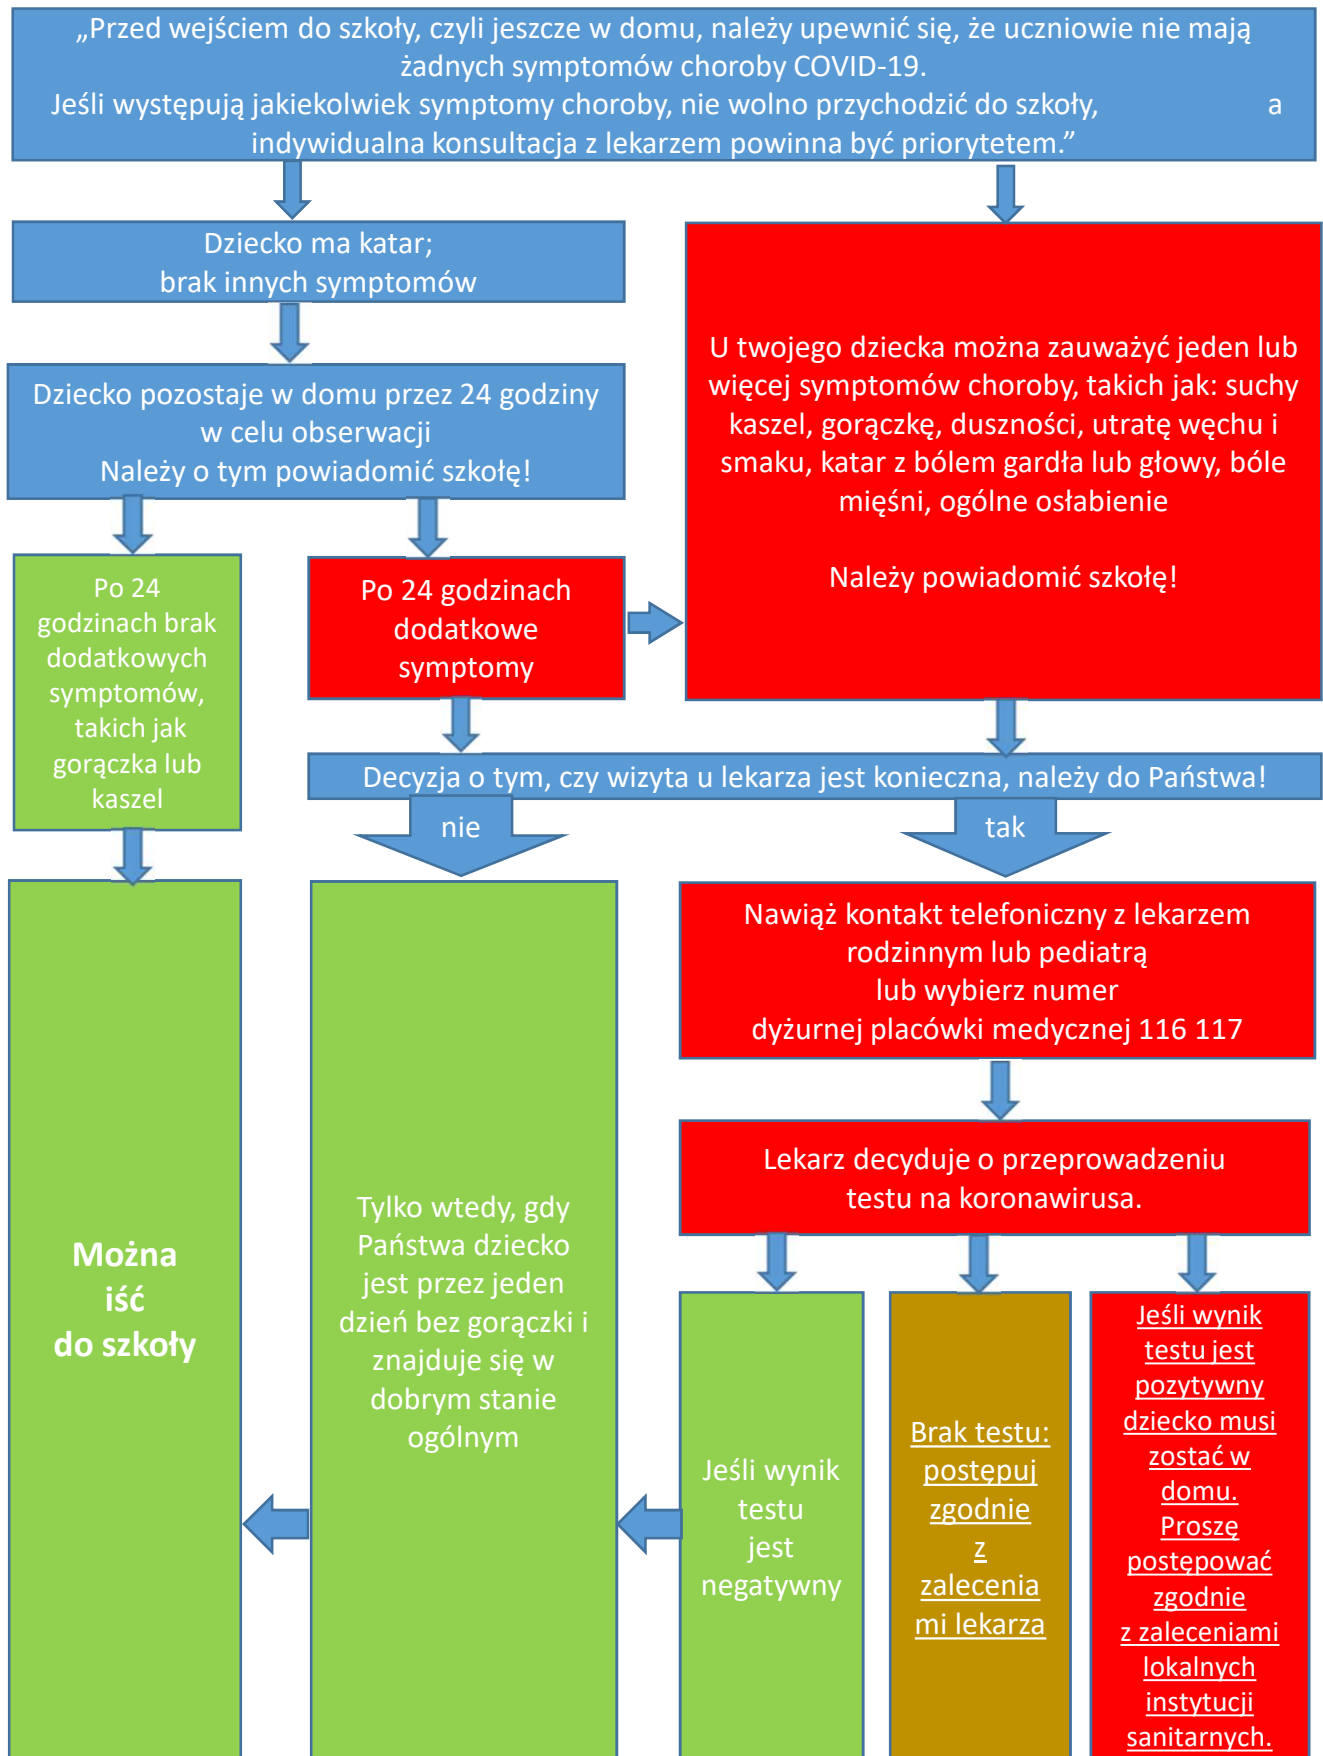 „Przed wejściem do szkoły, czyli jeszcze w domu, należy upewnić się, że uczniowie nie mają
żadnych symptomów choroby COVID-19.
Jeśli występują jakiekolwiek symptomy choroby, nie wolno przychodzić do szkoły, a
indywidualna konsultacja z lekarzem powinna być priorytetem.”
Dziecko ma katar;
brak innych symptomów
Dziecko pozostaje w domu przez 24 godziny
w celu obserwacji
Należy o tym powiadomić szkołę!
U twojego dziecka można zauważyć jeden lub
więcej symptomów choroby, takich jak: suchy
kaszel, gorączkę, duszności, utratę węchu i
smaku, katar z bólem gardła lub głowy, bóle
mięśni, ogólne osłabienie
Należy powiadomić szkołę!
Po 24
godzinach brak
dodatkowych
symptomów,
takich jak
gorączka lub
kaszel
Po 24 godzinach
dodatkowe
symptomy
Decyzja o tym, czy wizyta u lekarza jest konieczna, należy do Państwa!
nie
tak
Można
iść
do szkoły
Tylko wtedy, gdy
Państwa dziecko
jest przez jeden
dzień bez gorączki i
znajduje się w
dobrym stanie
ogólnym
Nawiąż kontakt telefoniczny z lekarzem
rodzinnym lub pediatrą
lub wybierz numer
dyżurnej placówki medycznej 116 117
Lekarz decyduje o przeprowadzeniu
testu na koronawirusa.
Jeśli wynik
testu
jest
negatywny
Brak testu:
postępuj
zgodnie
z
zalecenia
mi lekarza
Jeśli wynik
testu jest
pozytywny
dziecko musi
zostać w
domu.
Proszę
postępować
zgodnie
z zaleceniami
lokalnych
instytucji
sanitarnych.